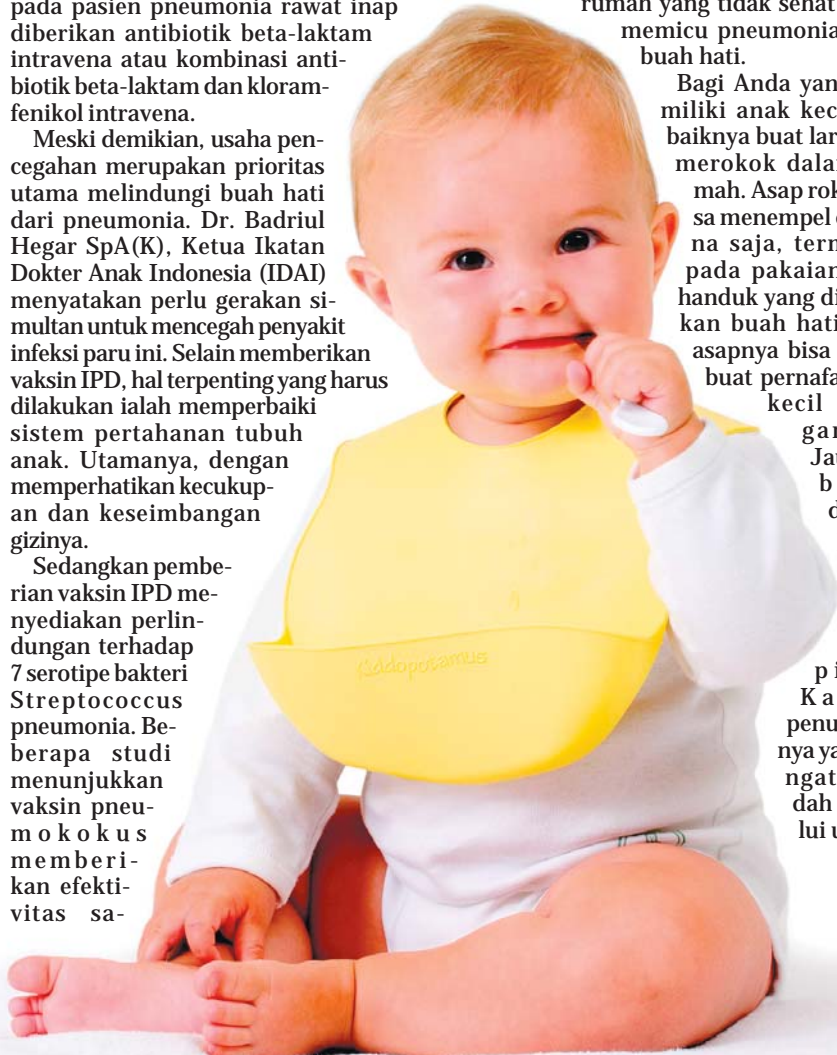 pada pasien pneumonia rawat inap
diberikan antibiotik beta-laktam
intravena atau kombinasi anti-
biotik beta-laktam dan kloram-
fenikol intravena.
Meski demikian, usaha pen-
cegahan merupakan prioritas
utama melindungi buah hati
dari pneumonia. Dr. Badriul
Hegar SpA(K), Ketua Ikatan
Dokter Anak Indonesia (IDAI)
menyatakan perlu gerakan si-
multan untuk mencegah penyakit
infeksi paru ini. Selain memberikan
vaksin IPD, hal terpenting yang harus
dilakukan ialah memperbaiki
sistem pertahanan tubuh
anak. Utamanya, dengan
memperhatikan kecukup-
an dan keseimbangan
gizinya.
Sedangkan pembe-
rian vaksin IPD me-
nyediakan perlin-
dungan terhadap
7 serotipe bakteri
Streptococcus
pneumonia. Be-
berapa studi
menunjukkan
vaksin pneu-
mokokus
memberi-
kan efekti-
vitas sa-
Kiddopotamus
rumah yang tidak sehat
memicu pneumonia
buah hati.
Bagi Anda yan
miliki anak kec
baiknya buat lar
merokok dala
mah. Asap rok
sa menempel
na saja, tern
pada pakaian
handuk yang di
kan buah hati
asapnya bisa
buat pernafa
kecil
gan
Jau
b
d
pi
Ka
penu
nya ya
ngat
dah
lui u